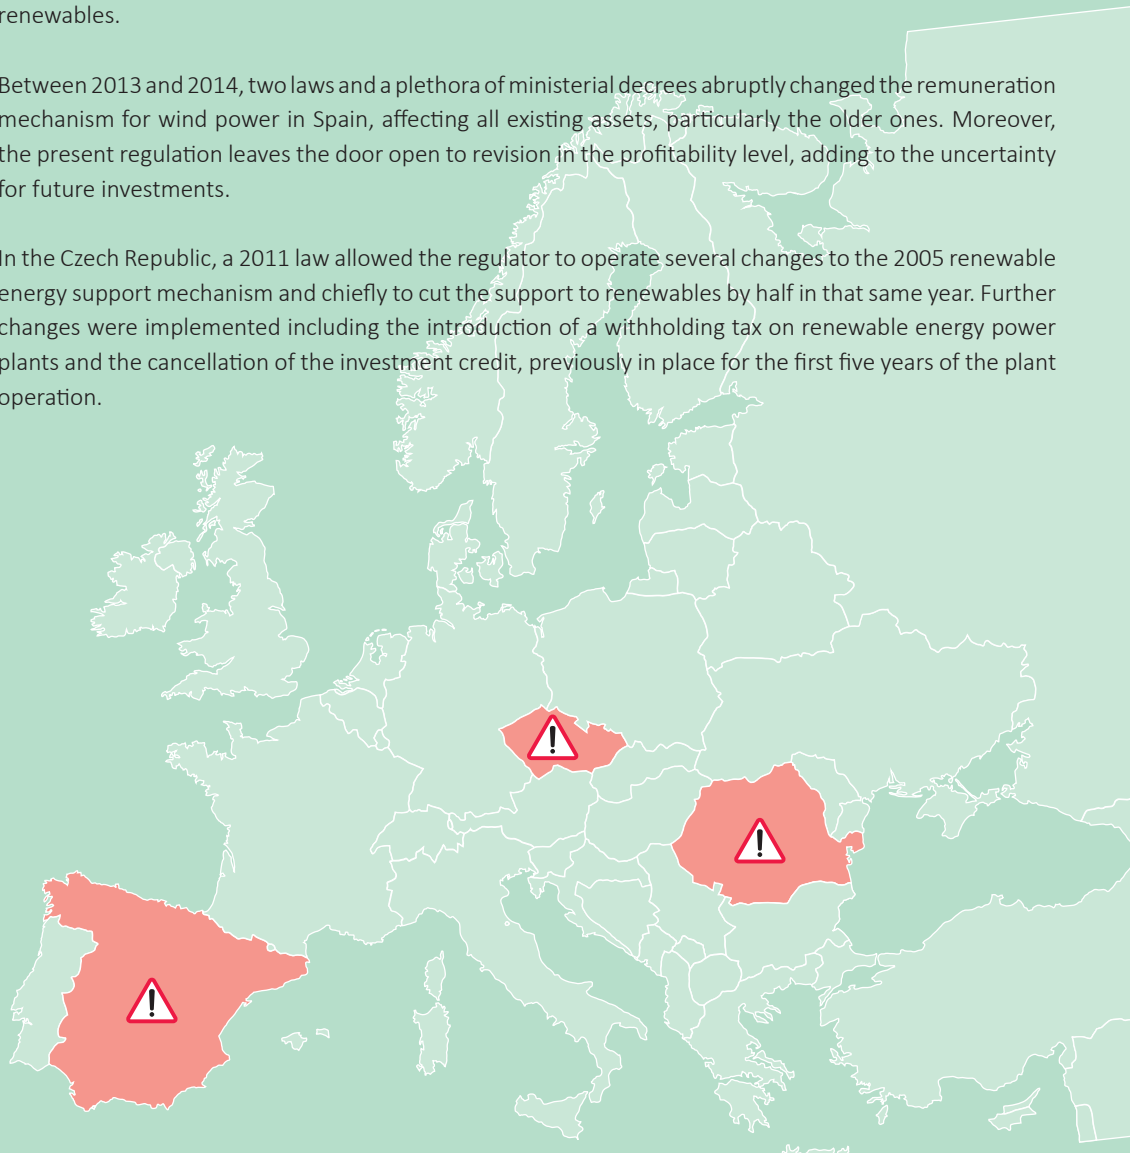 renewables.
Between 2013 and 2014, two laws and a plethora of ministerial decrees abruptly changed the remuneration
mechanism for wind power in Spain, affecting all existing assets, particularly the older ones. Moreover,
the present regulation leaves the door open to revision in the profitability level, adding to the uncertainty
for future investments.
In the Czech Republic, a 2011 law allowed the regulator to operate several changes to the 2005 renewable
energy support mechanism and chiefly to cut the support to renewables by half in that same year. Further
changes were implemented including the introduction of a withholding tax on renewable energy power
plants and the cancellation of the investment credit, previously in place for the first five years of the plant
operation.
!
!
!